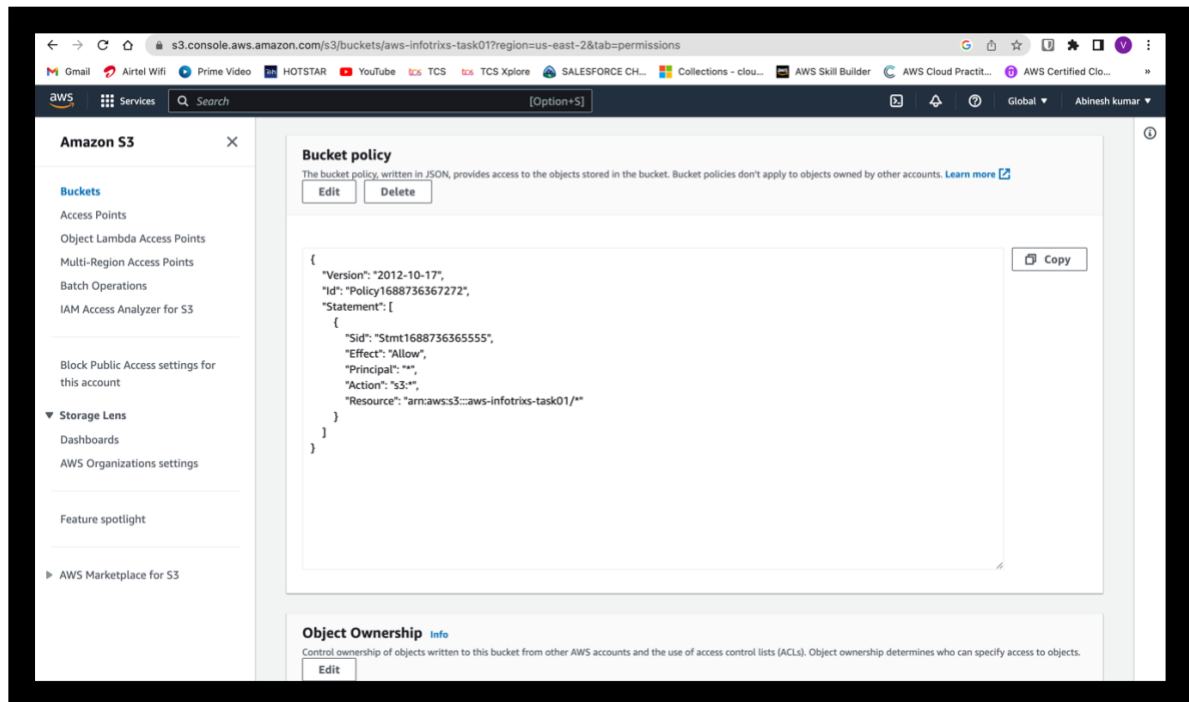 s3.console.aws.amazon.com/s3/buckets/aws-infotrixs-task01?region=us-east-2&tab=permissions
G V
M Gmail Airtel Wifi Prime Video HOTSTAR YouTube tcs TCS tcs TCS Xplore SALESFORCE CH... Collections - clou... AWS Skill Builder AWS Cloud Practit... AWS Certified Clo... »
aws Services Search [Option+S] Global ▼ Abinesh kumar ▼
Amazon S3
Buckets
Access Points
Object Lambda Access Points
Multi-Region Access Points
Batch Operations
IAM Access Analyzer for S3
Block Public Access settings for
this account
▼ Storage Lens
Dashboards
AWS Organizations settings
Feature spotlight
▶ AWS Marketplace for S3
Bucket policy
The bucket policy, written in JSON, provides access to the objects stored in the bucket. Bucket policies don't apply to objects owned by other accounts. Learn more
Edit Delete
Copy
{
"Version": "2012-10-17",
"Id": "Policy1688736367272",
"Statement": [
{
"Sid": "Stmt1688736365555",
"Effect": "Allow",
"Principal": "*",
"Action": "s3:*",
"Resource": "arn:aws:s3:::aws-infotrixs-task01/*"
}
]
}
Object Ownership Info
Control ownership of objects written to this bucket from other AWS accounts and the use of access control lists (ACLs). Object ownership determines who can specify access to objects.
Edit